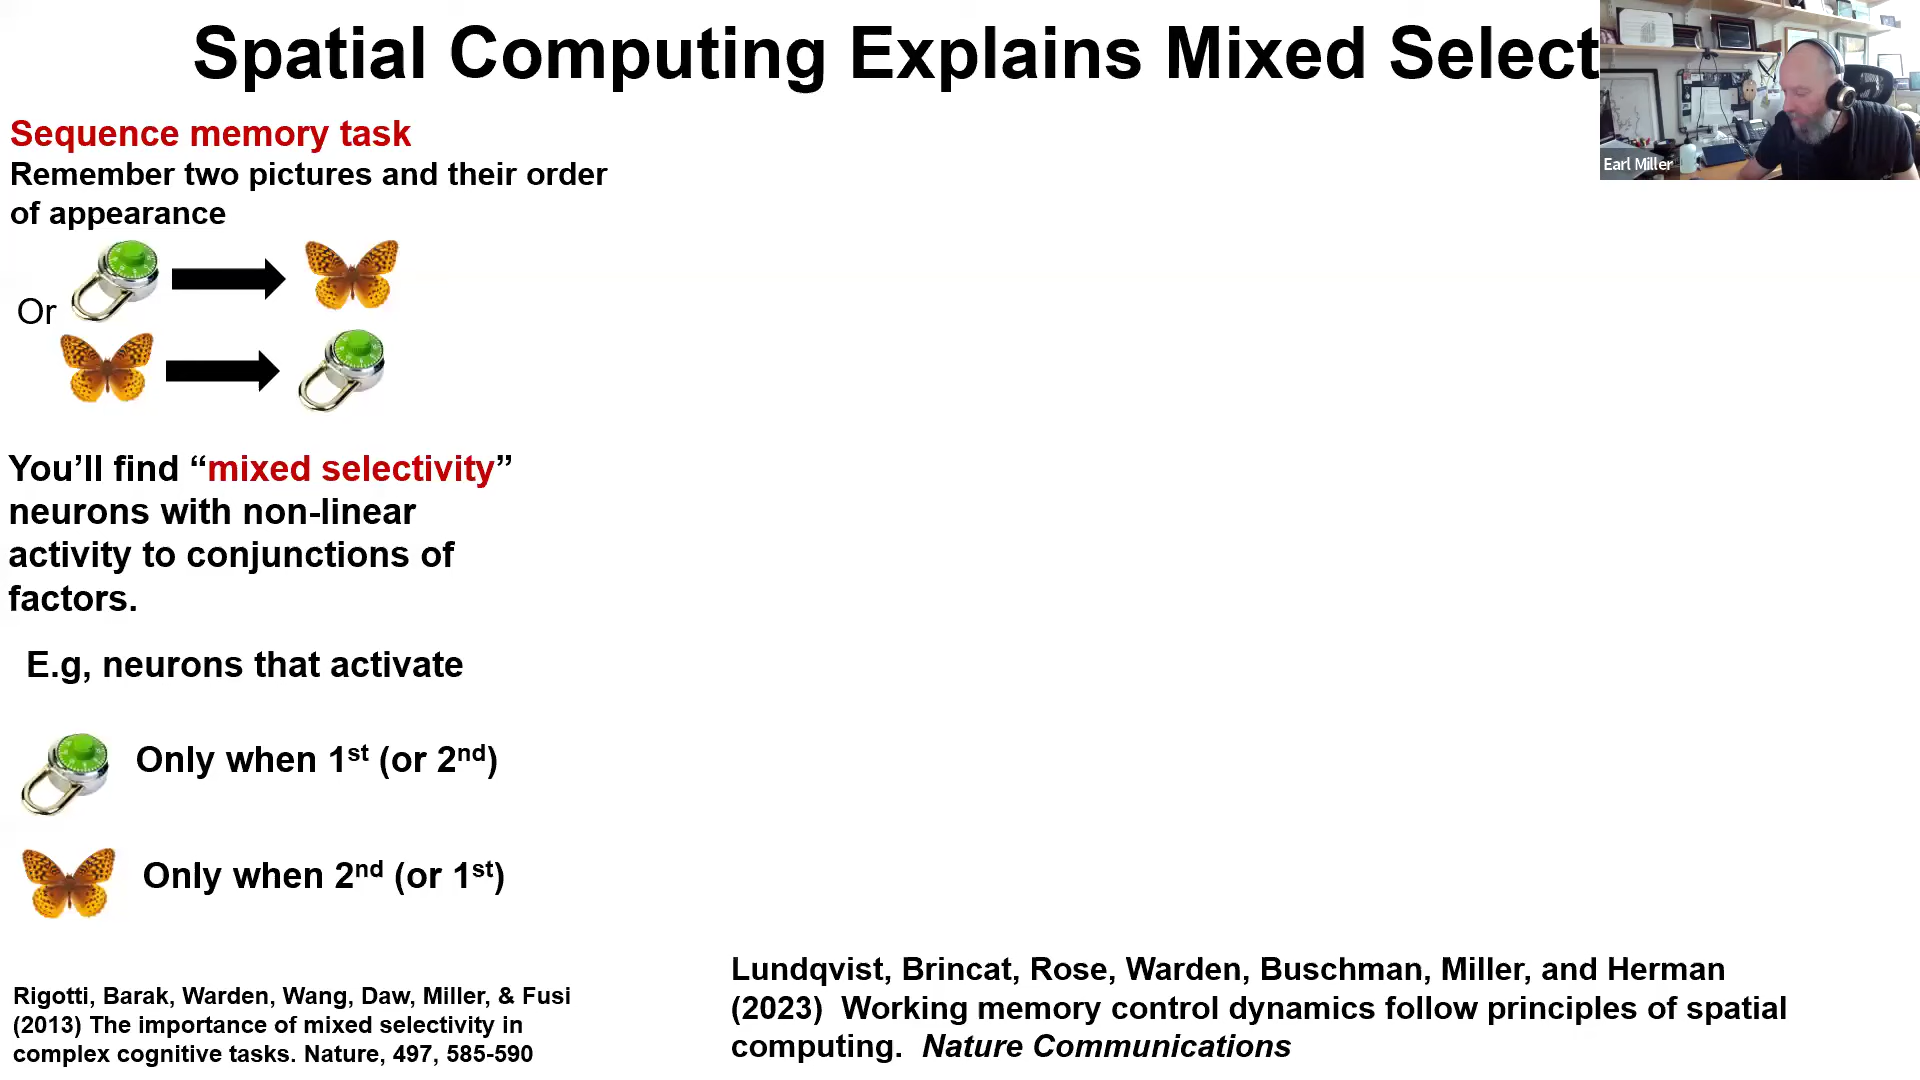 Spatial Computing Explains Mixed Select
Earl Miller
Sequence memory task
Remember two pictures and their order
of appearance
Or
You’ll find “mixed selectivity”
neurons with non-linear
activity to conjunctions of
factors.
E.g, neurons that activate
Only when 1st (or 2nd)
Only when 2nd (or 1st)
Rigotti, Barak, Warden, Wang, Daw, Miller, & Fusi
(2013) The importance of mixed selectivity in
complex cognitive tasks. Nature, 497, 585-590
Lundqvist, Brincat, Rose, Warden, Buschman, Miller, and Herman
(2023) Working memory control dynamics follow principles of spatial
computing. Nature Communications